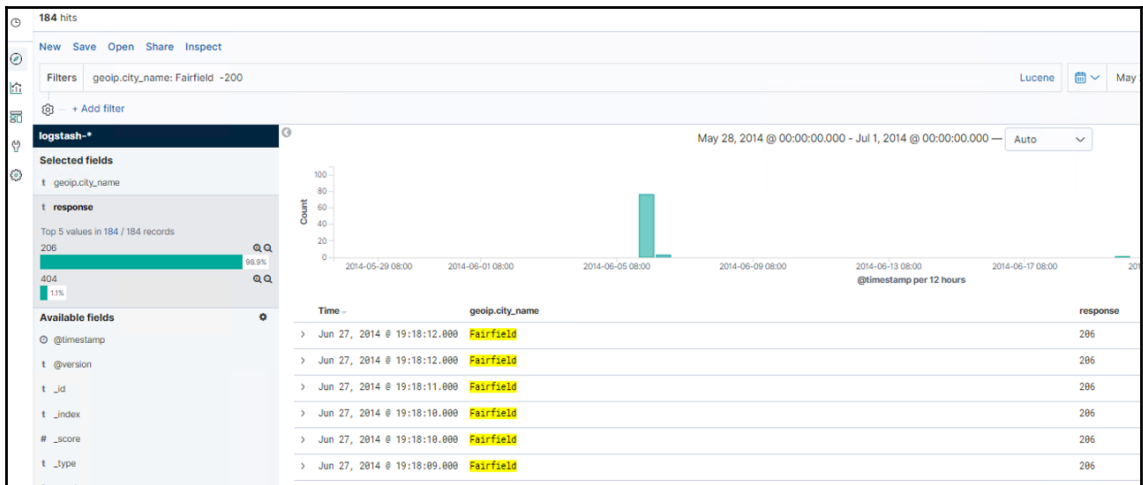 184 hits
New Save Open Share Inspect
Filters geoip.city_name: Fairfield -200 Lucene May
+ Add filter
logstash-*
May 28, 2014 @ 00:00:00.000 - Jul 1, 2014 @ 00:00:00.000 — Auto
Selected fields
t geoip.city_name
t response
Top 5 values in 184 / 184 records
206
98.9%
404
1.1%
Available fields
@timestamp
t @version
t _id
t _index
# _score
t _type
Count
100
80
60
40
20
0
2014-05-29 08:00 2014-06-01 08:00 2014-06-05 08:00 2014-06-09 08:00 2014-06-13 08:00 2014-06-17 08:00 201
@timestamp per 12 hours
Time geoip.city_name response
Jun 27, 2014 @ 19:18:12.000 Fairfield 206
Jun 27, 2014 @ 19:18:12.000 Fairfield 206
Jun 27, 2014 @ 19:18:11.000 Fairfield 206
Jun 27, 2014 @ 19:18:10.000 Fairfield 206
Jun 27, 2014 @ 19:18:10.000 Fairfield 206
Jun 27, 2014 @ 19:18:09.000 Fairfield 206